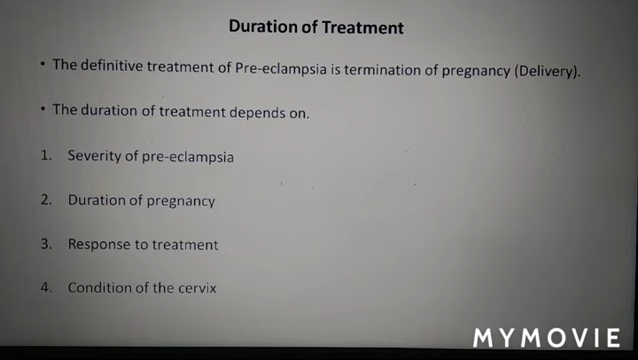 Duration of Treatment
• The definitive treatment of Pre-eclampsia is termination of pregnancy (Delivery).
• The duration of treatment depends on.
1. Severity of pre-eclampsia
2. Duration of pregnancy
3. Response to treatment
4. Condition of the cervix
MYMOVIE